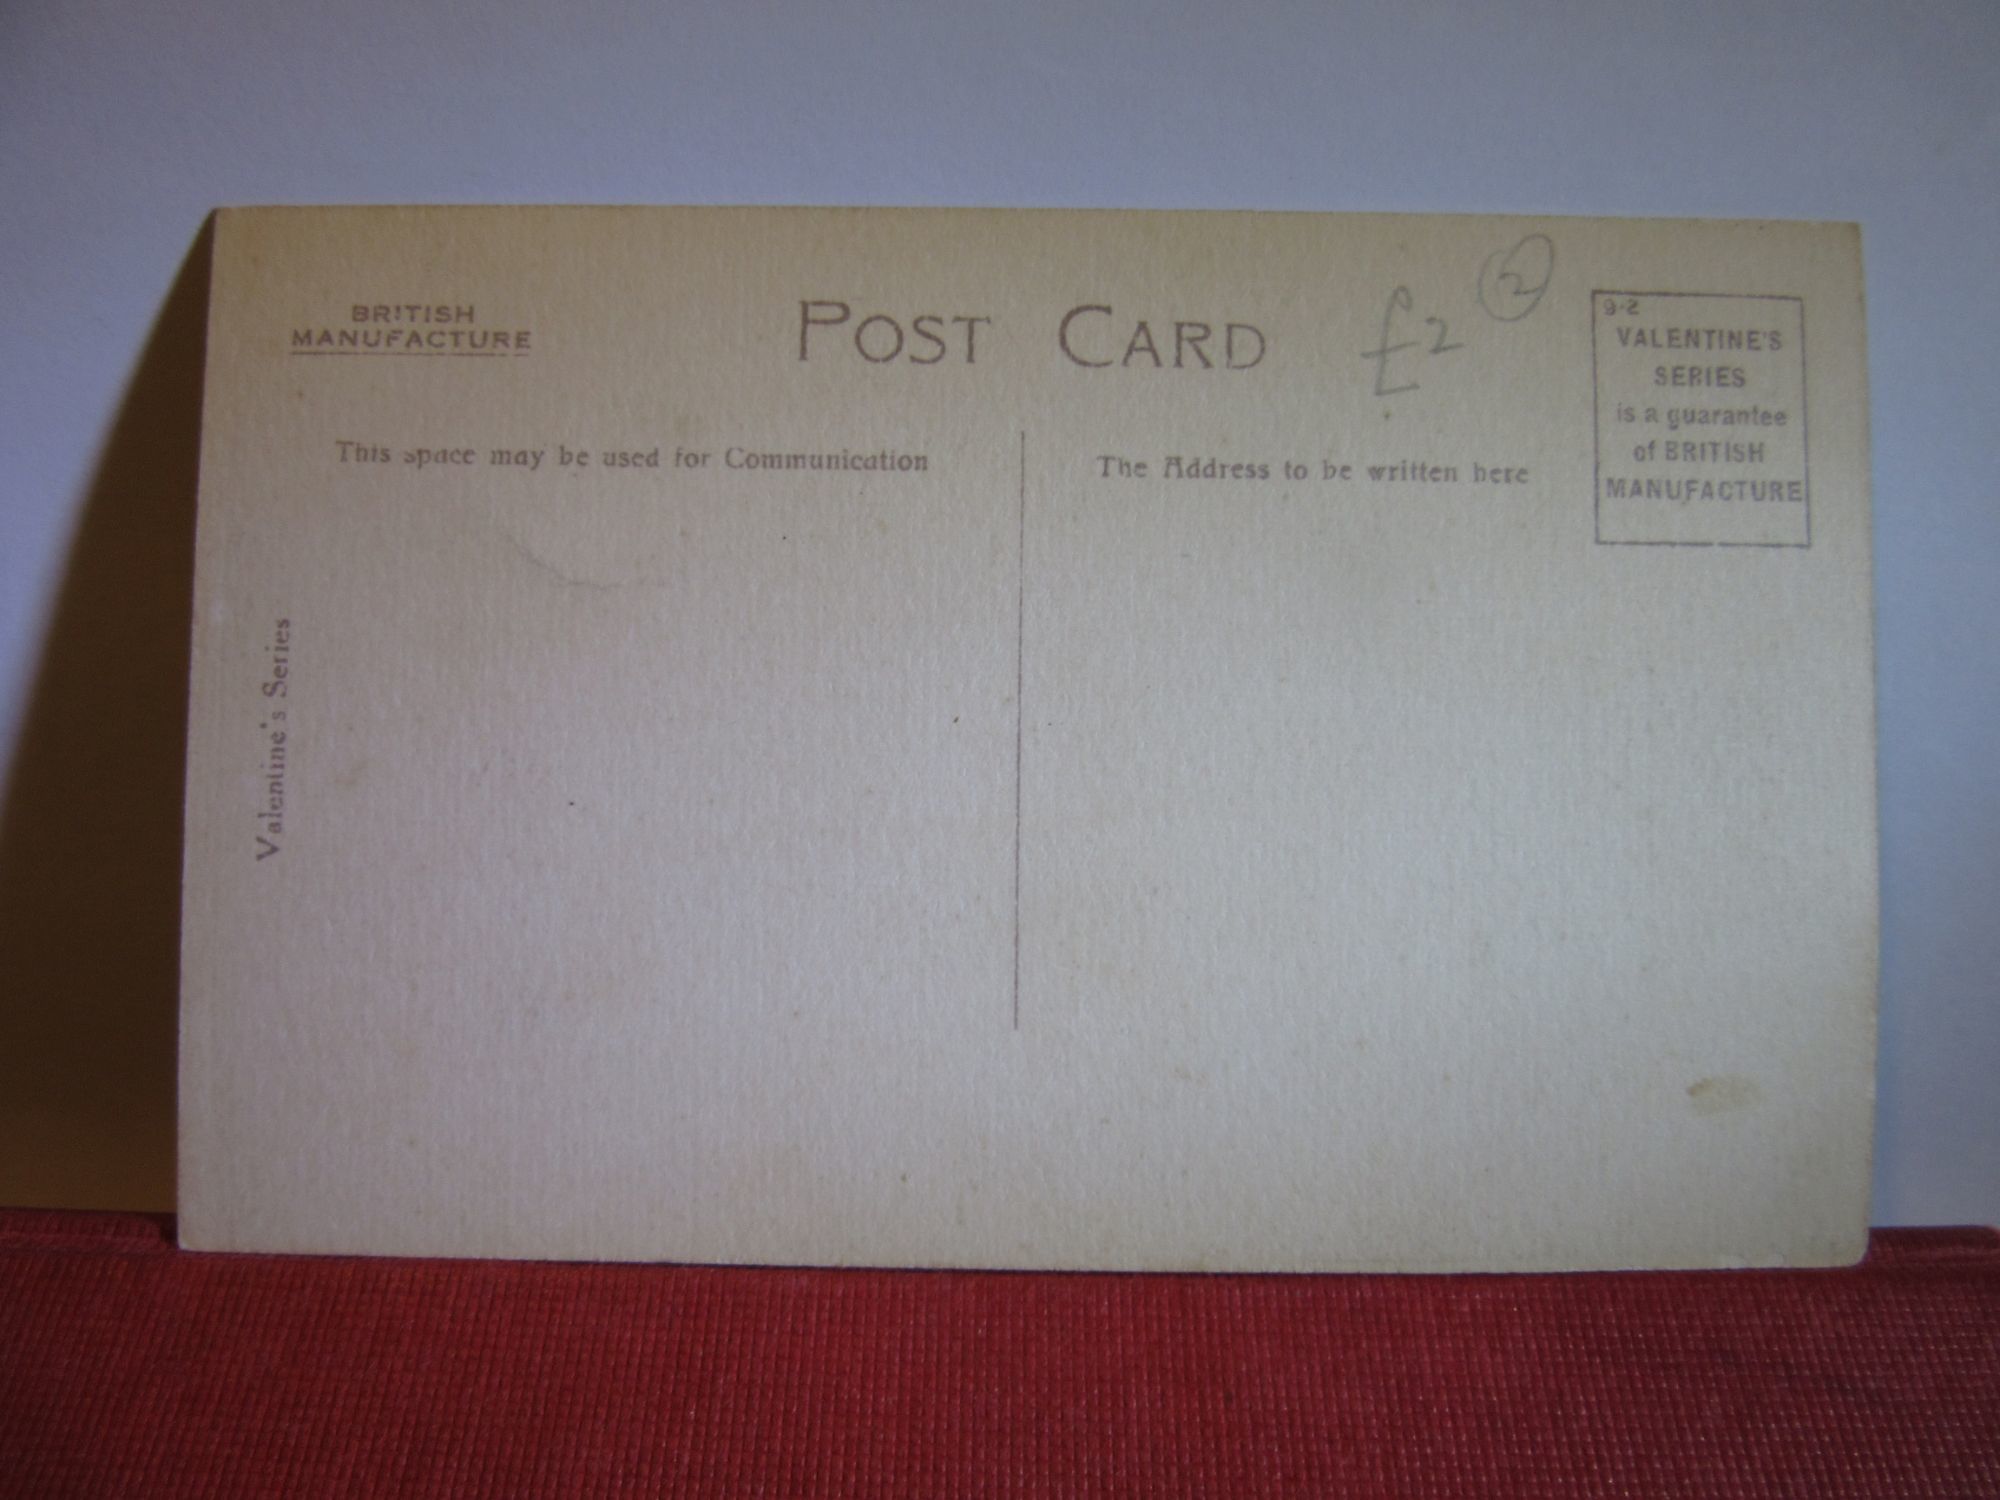 BRITISH
MANUFACTURE
POST CARD
£2
2
9-2
VALENTINE'S
SERIES
is a guarantee
of BRITISH
MANUFACTURE
This space may be used for Communication
The Address to be written here
Valentine's Series